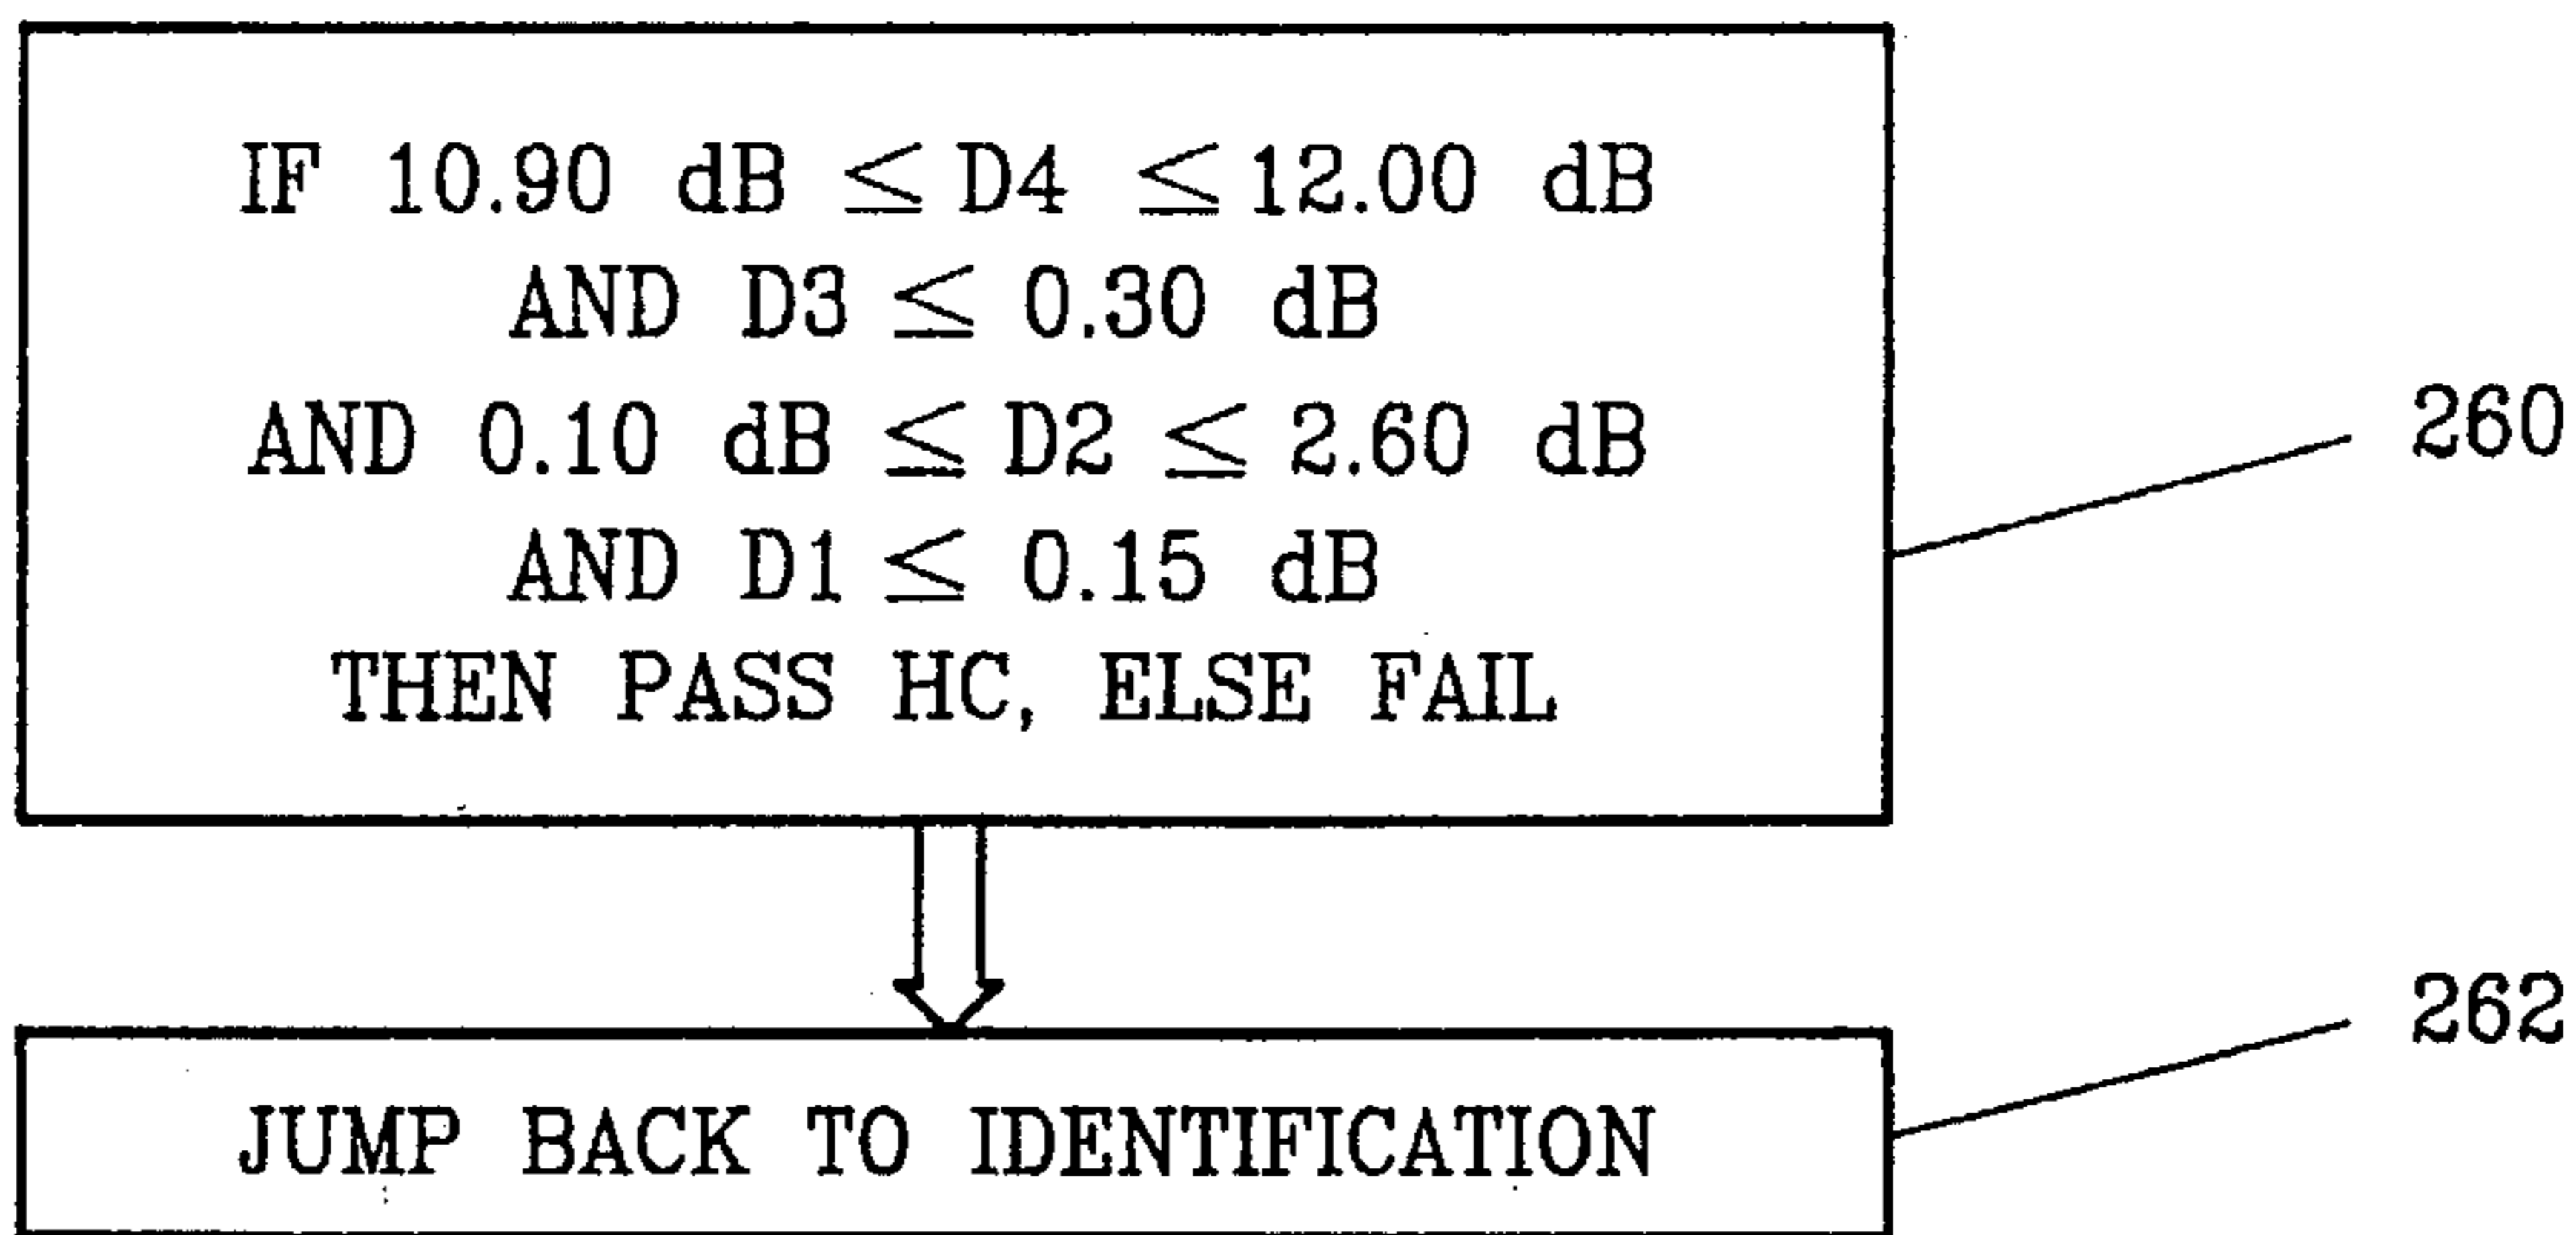 IF 10.90 dB ≤ D4 ≤ 12.00 dB
AND D3 ≤ 0.30 dB
AND 0.10 dB ≤ D2 ≤ 2.60 dB
AND D1 ≤ 0.15 dB
THEN PASS HC, ELSE FAIL
260
JUMP BACK TO IDENTIFICATION
262